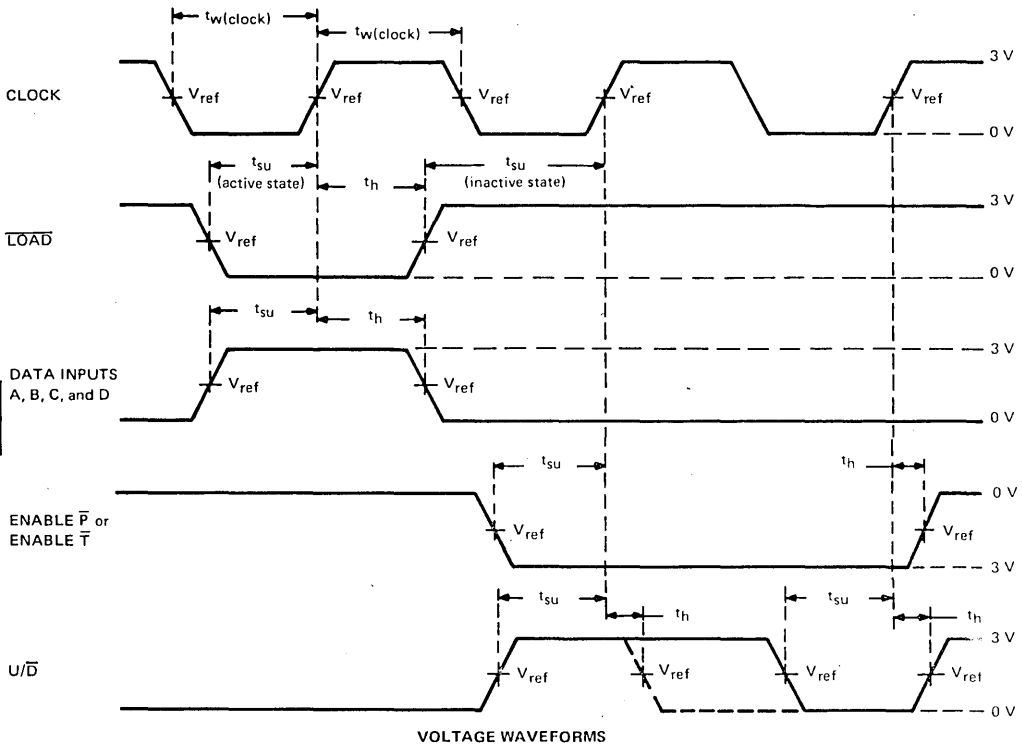 tw(clock)
tw(clock)
3 V
CLOCK
Vref
Vref
Vref
Vref
Vref
0 V
tsu
(active state)
th
tsu
(inactive state)
3 V
LOAD
Vref
Vref
0 V
tsu
th
3 V
DATA INPUTS
A, B, C, and D
Vref
Vref
0 V
tsu
th
0 V
ENABLE P or
ENABLE T
Vref
Vref
3 V
tsu
th
tsu
th
3 V
U/D
Vref
Vref
Vref
Vref
0 V
VOLTAGE WAVEFORMS